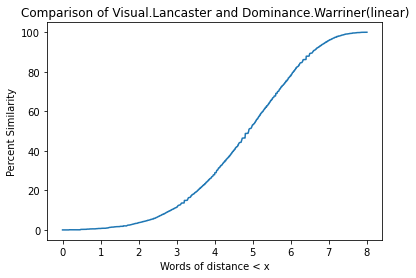 Comparison of Visual.Lancaster and Dominance.Warriner(linear)
100
80
60
40
20
0
Percent Similarity
0 1 2 3 4 5 6 7 8
Words of distance < x